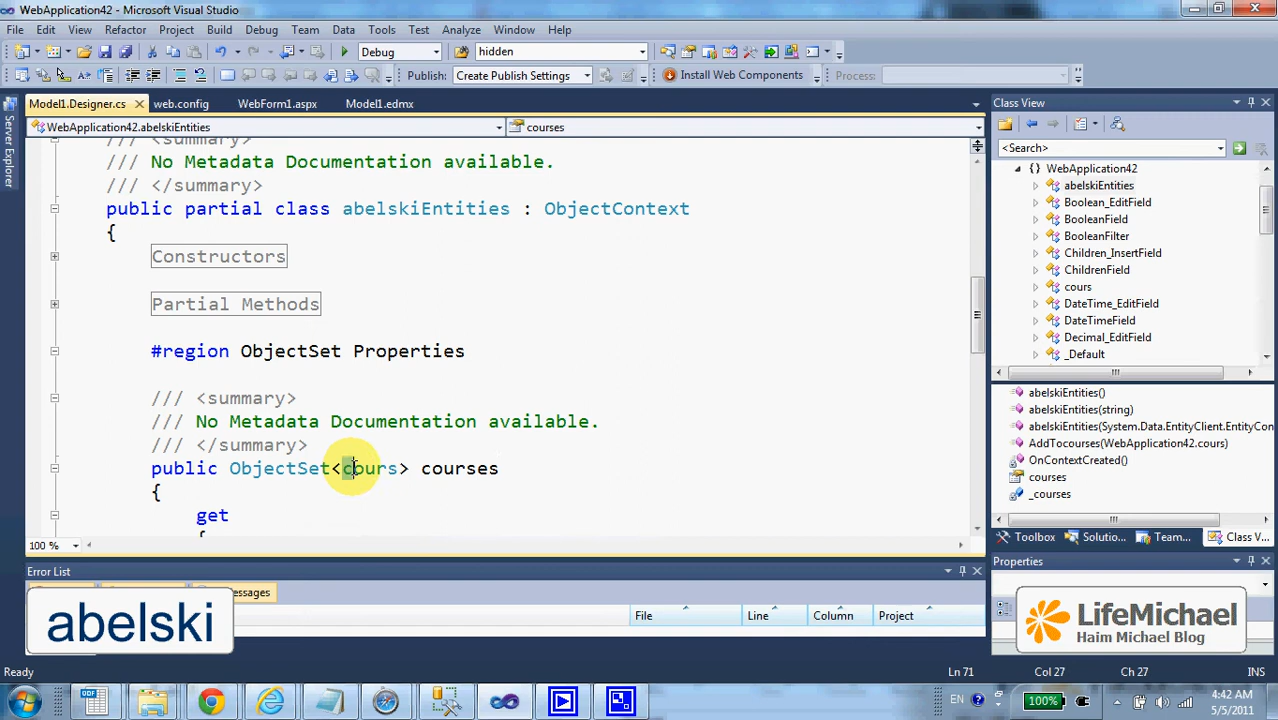 WebApplication42 - Microsoft Visual Studio
File Edit View Refactor Project Build Debug Team Data Tools Test Analyze Window Help
Debug hidden
Publish: Create Publish Settings Install Web Components Process:
Model1.Designer.cs web.config WebForm1.aspx Model1.edmx
WebApplication42.abelskiEntities courses
Server Explorer
/// <summary>
/// No Metadata Documentation available.
/// </summary>
public partial class abelskiEntities : ObjectContext
{
Constructors
Partial Methods
#region ObjectSet Properties
/// <summary>
/// No Metadata Documentation available.
/// </summary>
public ObjectSet<cours> courses
{
get
{
100 %
Class View
<Search>
WebApplication42
abelskiEntities
Boolean_EditField
BooleanField
BooleanFilter
Children_InsertField
ChildrenField
cours
DateTime_EditField
DateTimeField
Decimal_EditField
_Default
abelskiEntities()
abelskiEntities(string)
abelskiEntities(System.Data.EntityClient.EntityCon
AddTocourses(WebApplication42.cours)
OnContextCreated()
courses
_courses
Toolbox Solutio... Team... Class V...
Properties
Error List
essages
File Line Column Project
abelski
LifeMichael
Haim Michael Blog
Ready Ln 71 Col 27 Ch 27 INS
EN 100% 4:42 AM
5/5/2011